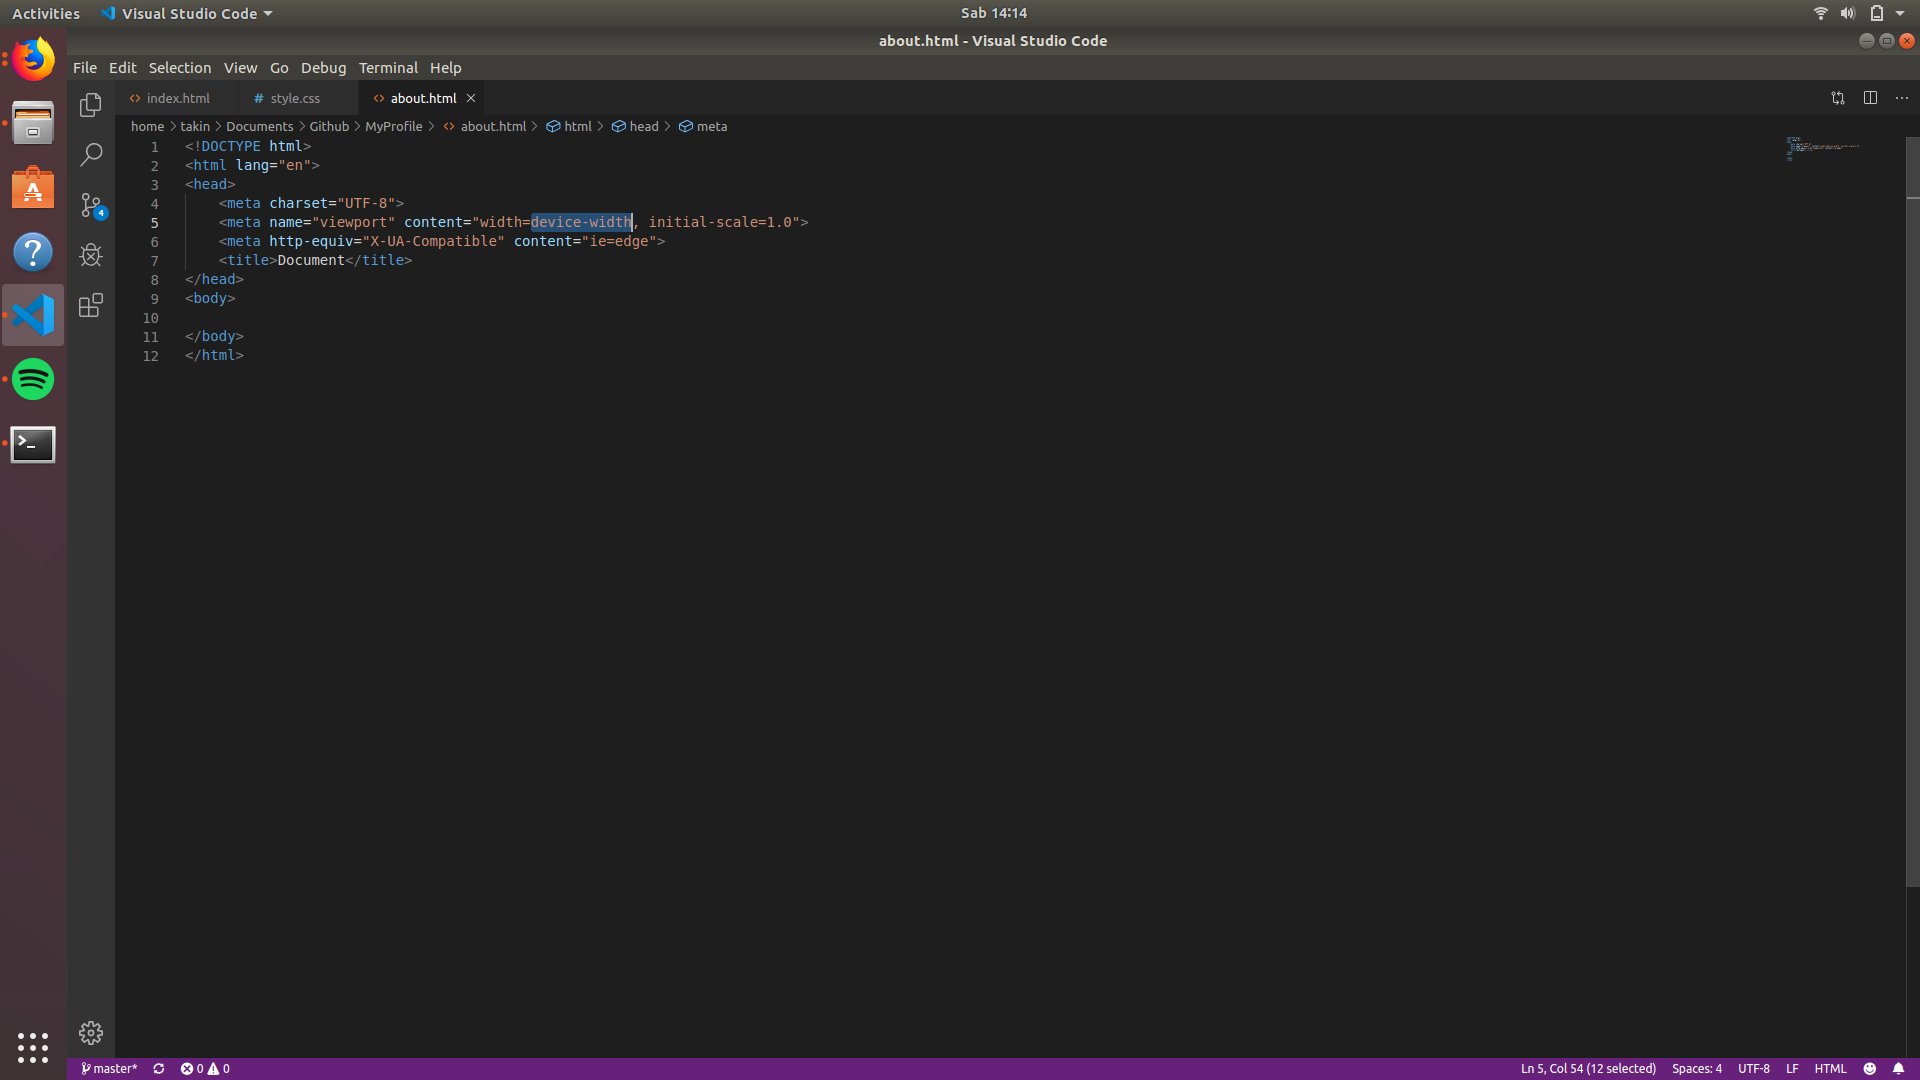 Activities Visual Studio Code Sab 14:14
about.html - Visual Studio Code
File Edit Selection View Go Debug Terminal Help
index.html # style.css about.html
home > takin > Documents > Github > MyProfile > about.html > html > head > meta
1 <!DOCTYPE html>
2 <html lang="en">
3 <head>
4 <meta charset="UTF-8">
5 <meta name="viewport" content="width=device-width, initial-scale=1.0">
6 <meta http-equiv="X-UA-Compatible" content="ie=edge">
7 <title>Document</title>
8 </head>
9 <body>
10
11 </body>
12 </html>
4
master* 0 0 Ln 5, Col 54 (12 selected) Spaces: 4 UTF-8 LF HTML